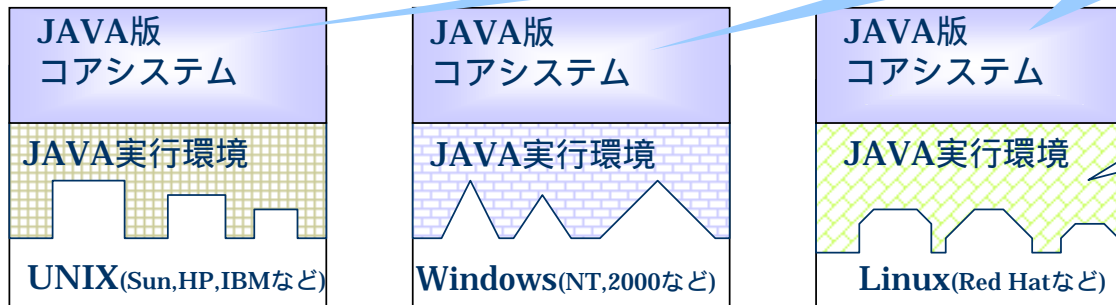 JAVA版
コアシステム
JAVA実行環境
UNIX(Sun,HP,IBMなど)
JAVA版
コアシステム
JAVA実行環境
Windows(NT,2000など)
JAVA版
コアシステム
JAVA実行環境
Linux(Red Hatなど)